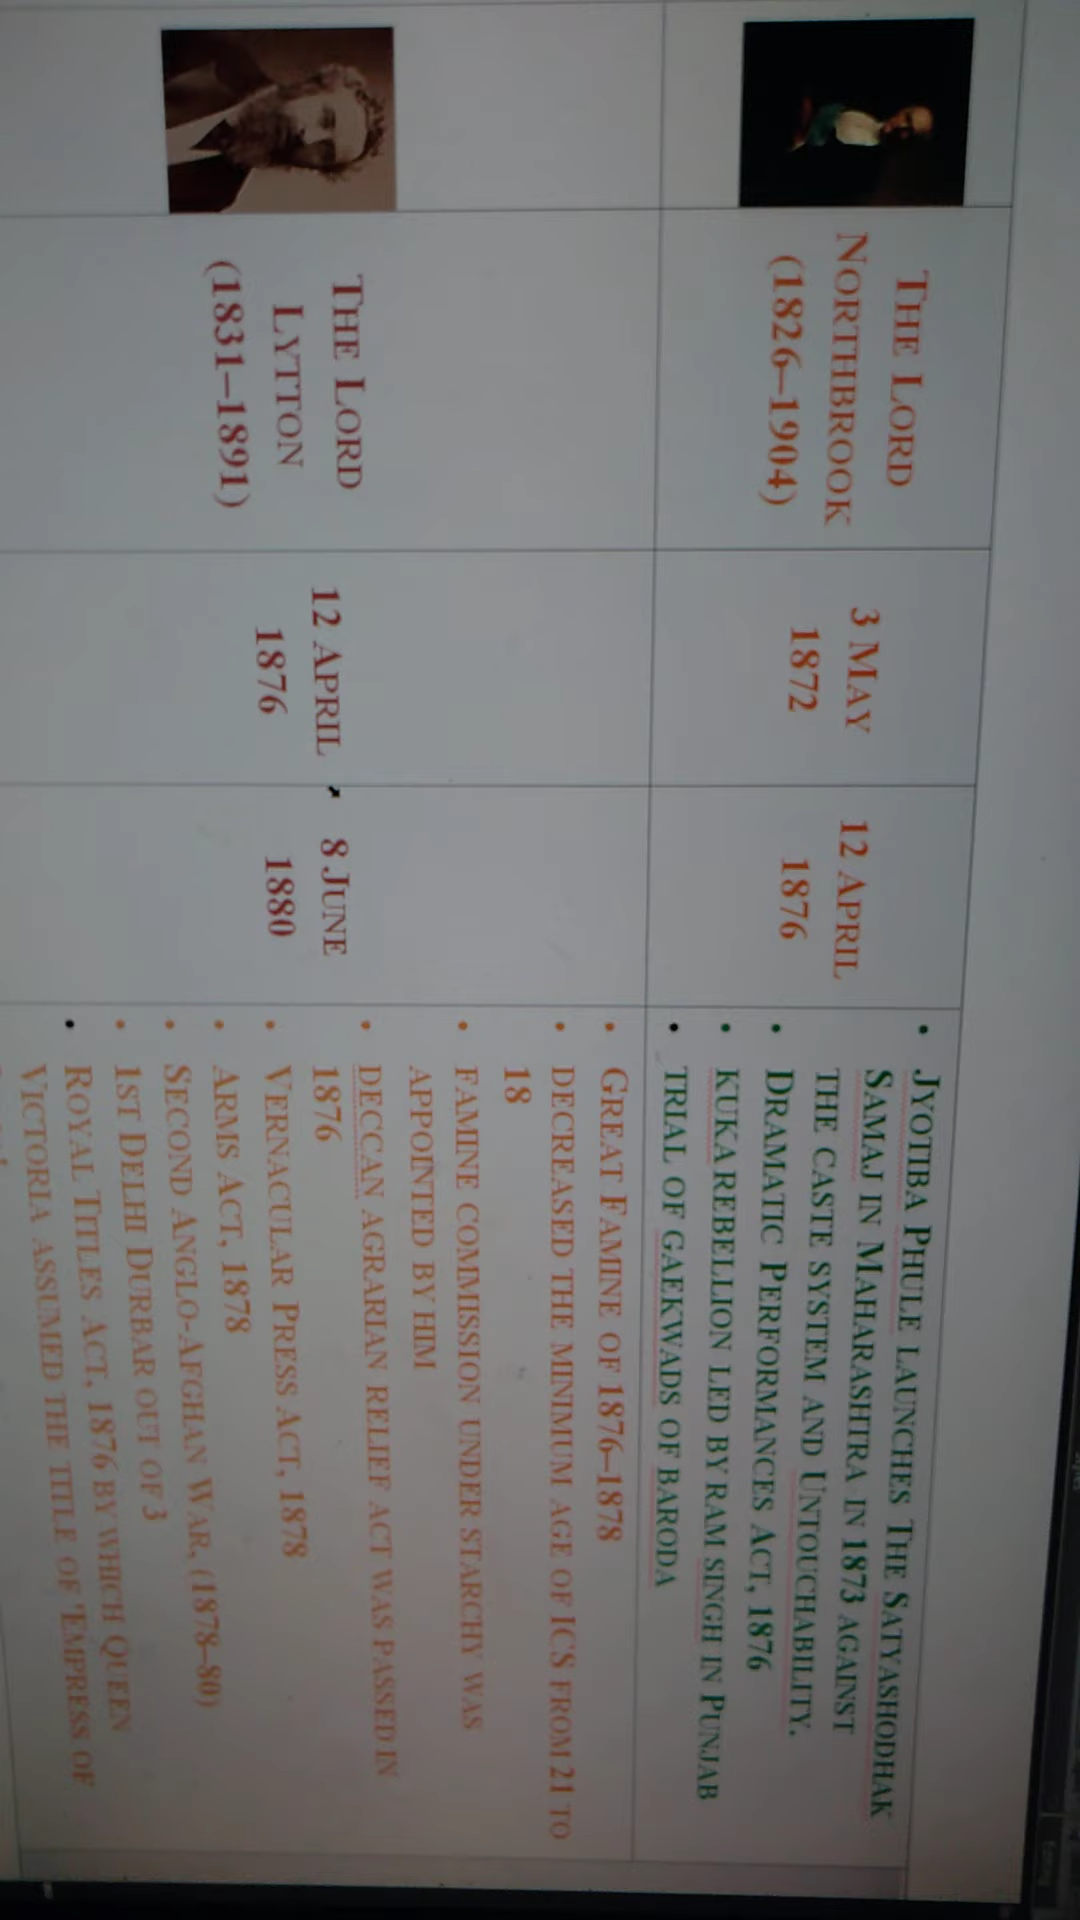 THE LORD
NORTHBROOK
(1826–1904)
3 MAY
1872
12 APRIL
1876
• JYOTIBA PHULE LAUNCHES THE SATYASHODHAK
SAMAJ IN MAHARASHTRA IN 1873 AGAINST
THE CASTE SYSTEM AND UNTOUCHABILITY.
• DRAMATIC PERFORMANCES ACT, 1876
• KUKA REBELLION LED BY RAM SINGH IN PUNJAB
• TRIAL OF GAEKWADS OF BARODA
THE LORD
LYTTON
(1831–1891)
12 APRIL
1876
8 JUNE
1880
• GREAT FAMINE OF 1876–1878
• DECREASED THE MINIMUM AGE OF ICS FROM 21 TO
18
• FAMINE COMMISSION UNDER STARCHY WAS
APPOINTED BY HIM
• DECCAN AGRARIAN RELIEF ACT WAS PASSED IN
1876
• VERNACULAR PRESS ACT, 1878
• ARMS ACT, 1878
• SECOND ANGLO-AFGHAN WAR, (1878–80)
• 1ST DELHI DURBAR OUT OF 3
• ROYAL TITLES ACT, 1876 BY WHICH QUEEN
VICTORIA ASSUMED THE TITLE OF 'EMPRESS OF